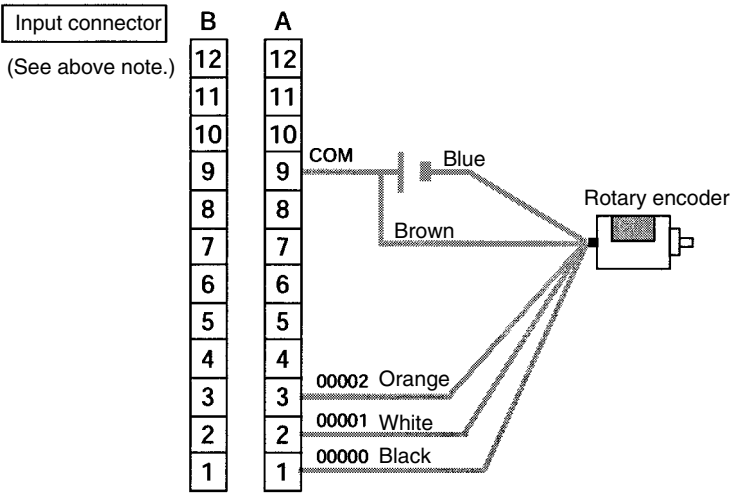 Input connector B A
(See above note.)
12 12
11 11
10 10
9 9 COM Blue
8 8 Rotary encoder
7 7 Brown
6 6
5 5
4 4
3 3 00002 Orange
2 2 00001 White
1 1 00000 Black